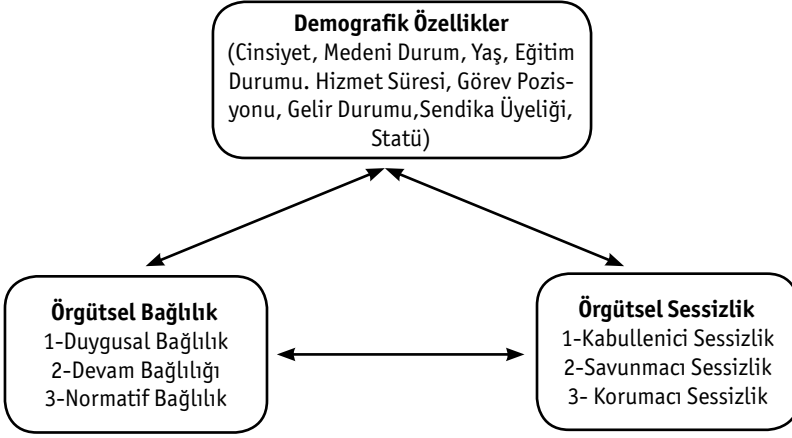 Demografik Özellikler
(Cinsiyet, Medeni Durum, Yaş, Eğitim
Durumu. Hizmet Süresi, Görev Pozis-
yonu, Gelir Durumu,Sendika Üyeliği,
Statü)
Örgütsel Bağlılık
1-Duygusal Bağlılık
2-Devam Bağlılığı
3-Normatif Bağlılık
Örgütsel Sessizlik
1-Kabullenici Sessizlik
2-Savunmacı Sessizlik
3- Korumacı Sessizlik